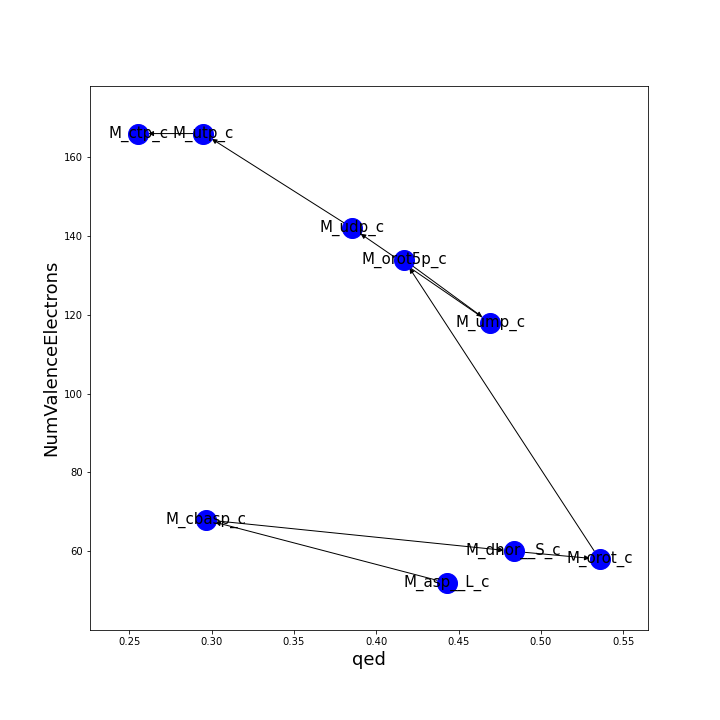 M_ctp_c
M_utp_c
M_udp_c
M_orot5p_c
M_ump_c
M_cbasp_c
M_dhor__S_c
M_orot_c
M_asp__L_c
NumValenceElectrons
160
140
120
100
80
60
0.25
0.30
0.35
0.40
0.45
0.50
0.55
qed